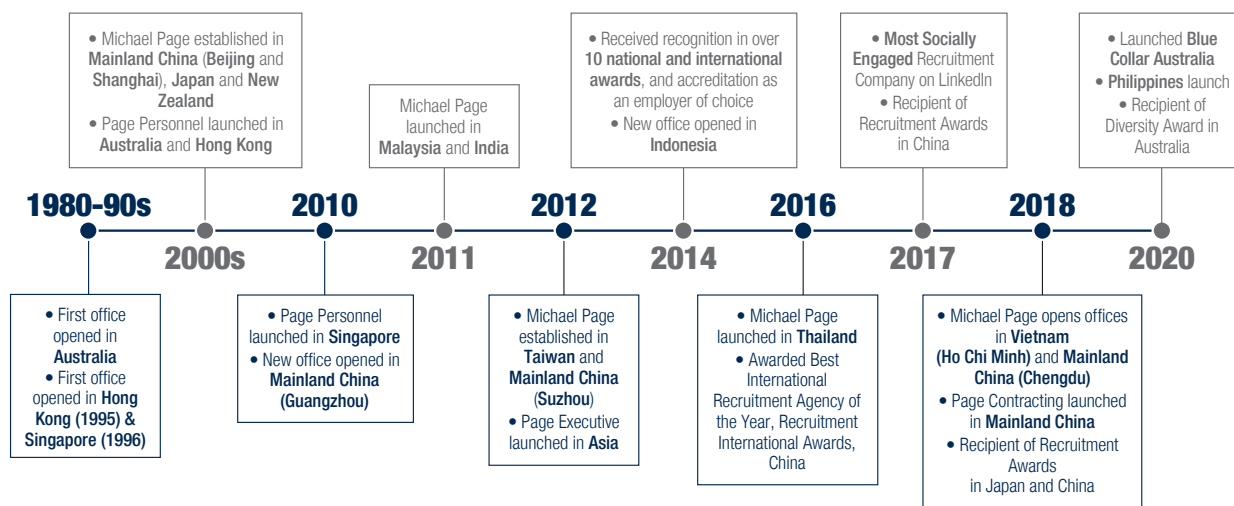 • Michael Page established in
Mainland China (Beijing and
Shanghai), Japan and New
Zealand
• Page Personnel launched in
Australia and Hong Kong
Michael Page
launched in
Malaysia and India
• Received recognition in over
10 national and international
awards, and accreditation as
an employer of choice
• New office opened in
Indonesia
• Most Socially
Engaged Recruitment
Company on LinkedIn
• Recipient of
Recruitment Awards
in China
• Launched Blue
Collar Australia
• Philippines launch
• Recipient of
Diversity Award in
Australia
1980-90s
2010
2012
2016
2018
2000s
2011
2014
2017
2020
• First office
opened in
Australia
• First office
opened in Hong
Kong (1995) &
Singapore (1996)
• Page Personnel
launched in Singapore
• New office opened in
Mainland China
(Guangzhou)
• Michael Page
established in
Taiwan and
Mainland China
(Suzhou)
• Page Executive
launched in Asia
• Michael Page
launched in Thailand
• Awarded Best
International
Recruitment Agency of
the Year, Recruitment
International Awards,
China
• Michael Page opens offices
in Vietnam
(Ho Chi Minh) and Mainland
China (Chengdu)
• Page Contracting launched
in Mainland China
• Recipient of Recruitment
Awards
in Japan and China